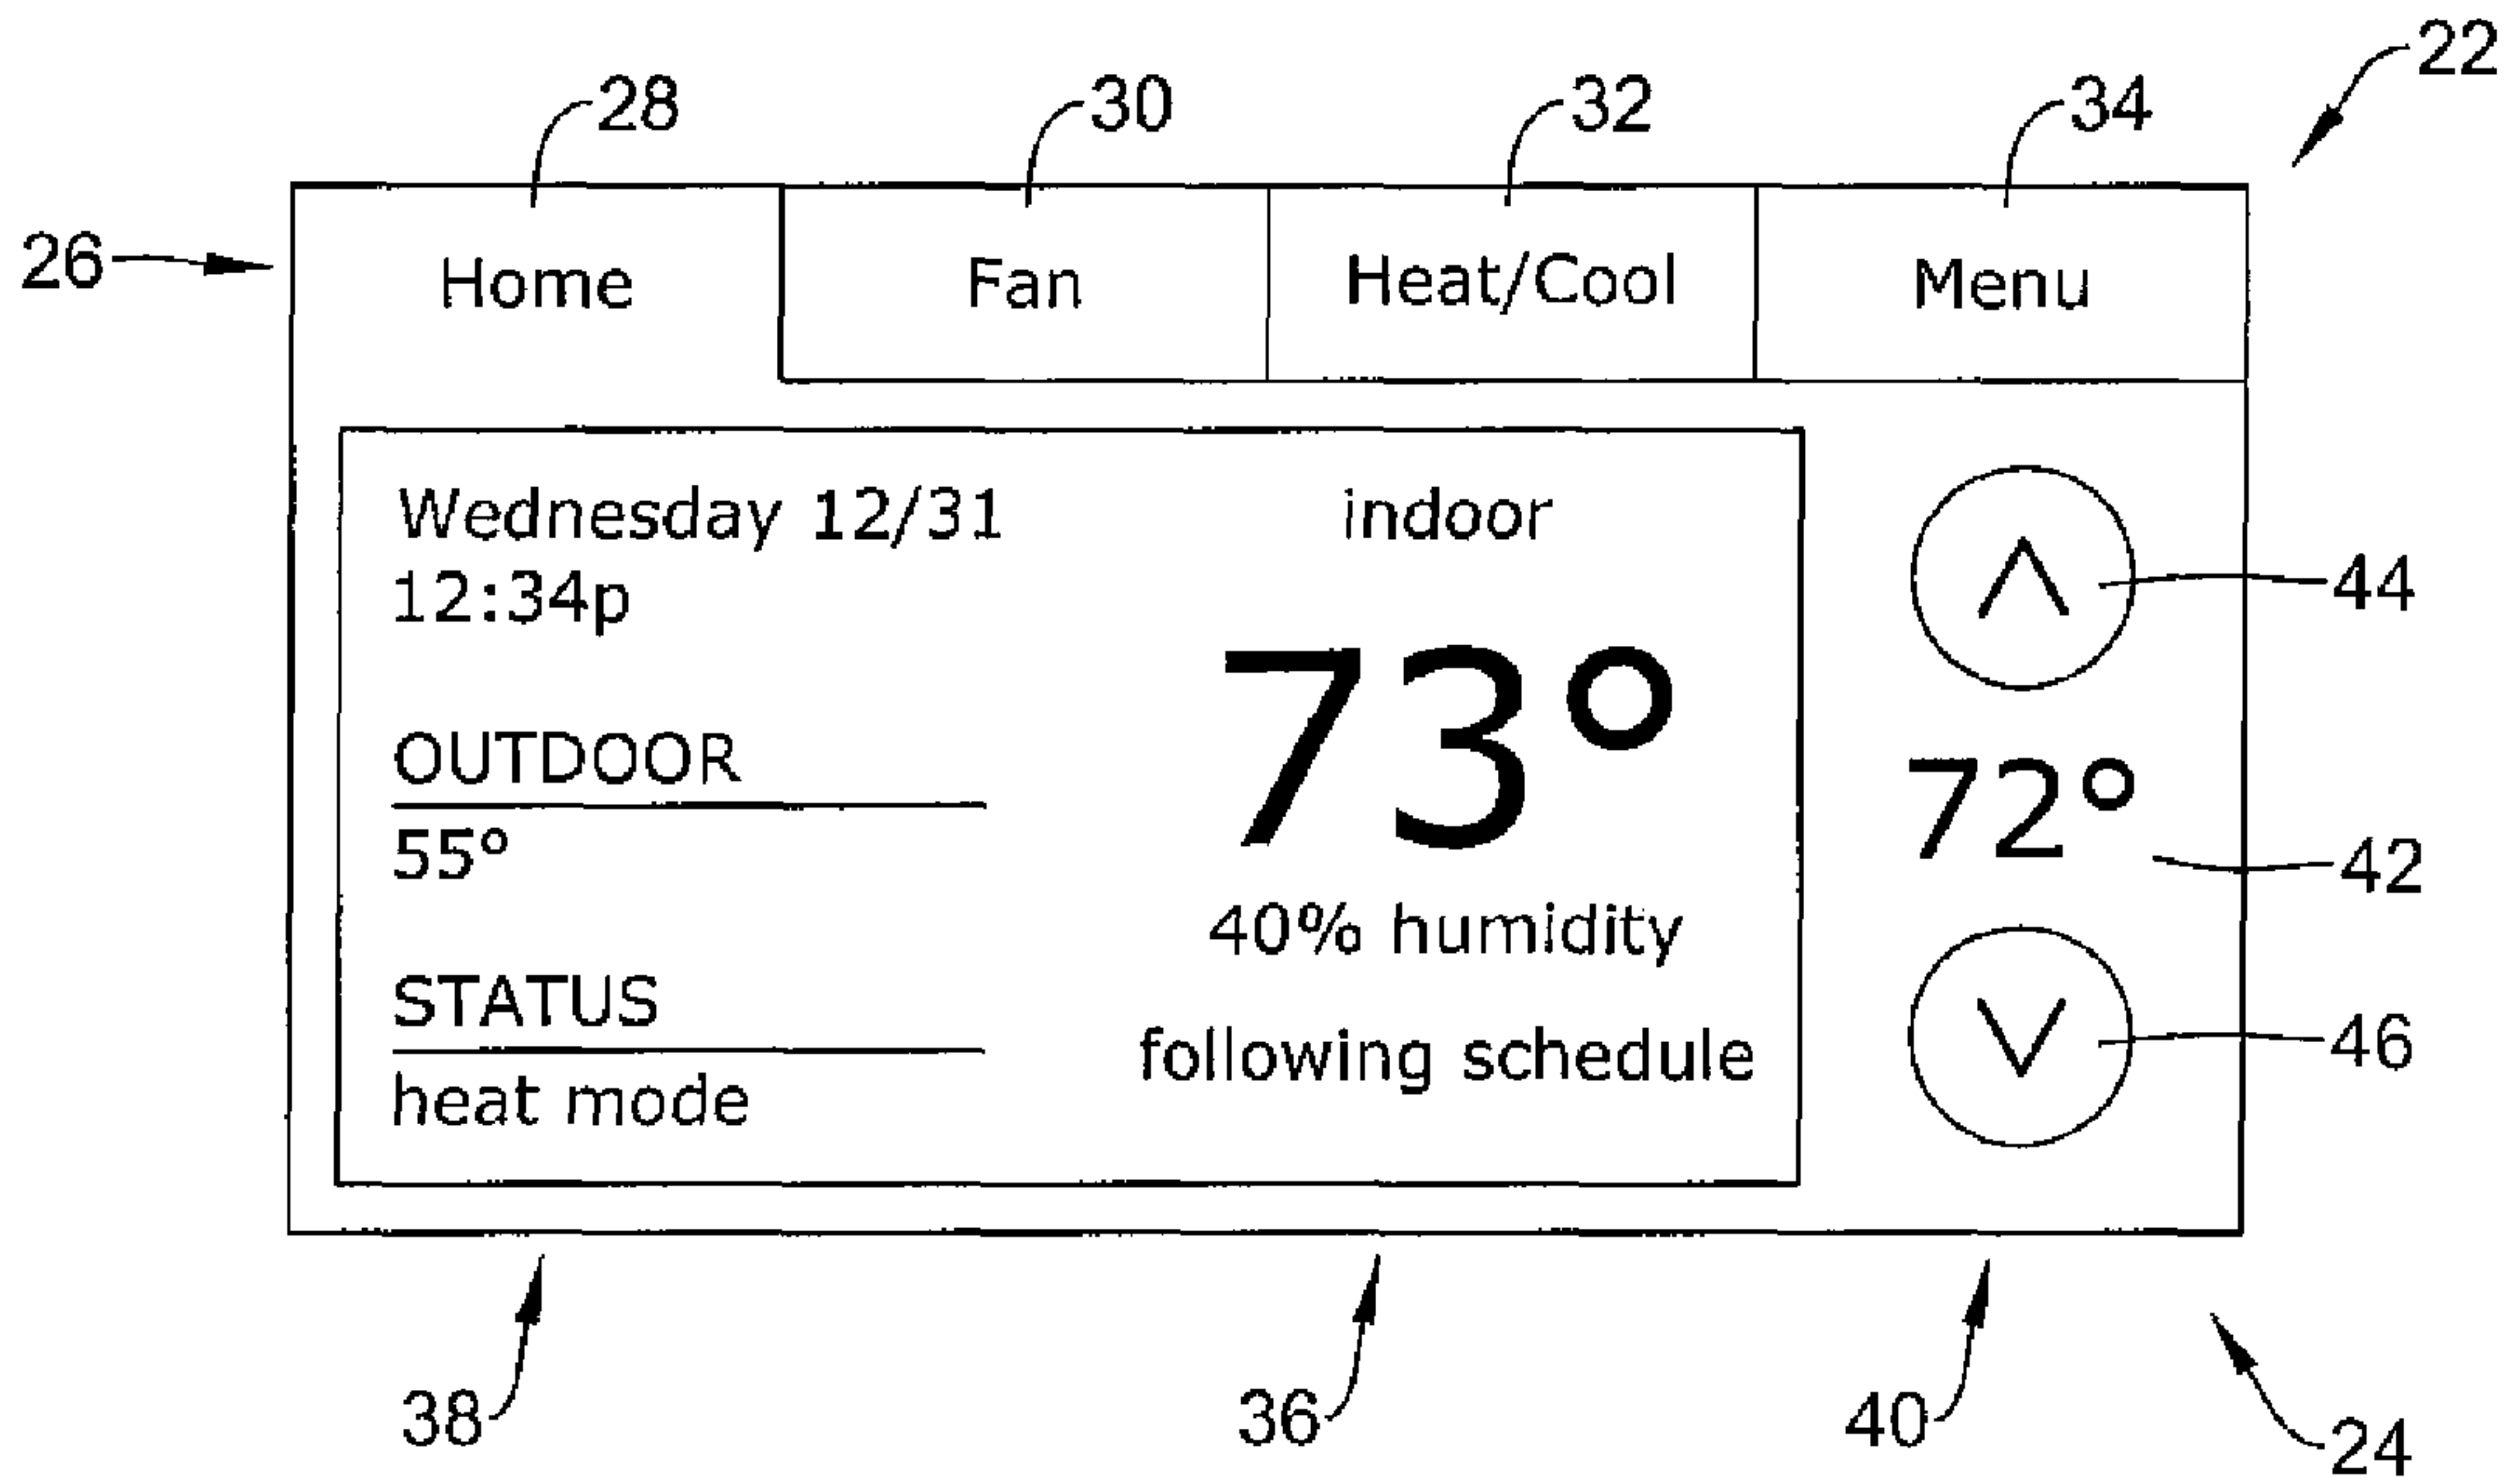 22
28 30 32 34
26
Home Fan Heat/Cool Menu
Wednesday 12/31
12:34p
OUTDOOR
55°
STATUS
heat mode
indoor
73°
40% humidity
following schedule
44
72°
42
46
38 36 40
24